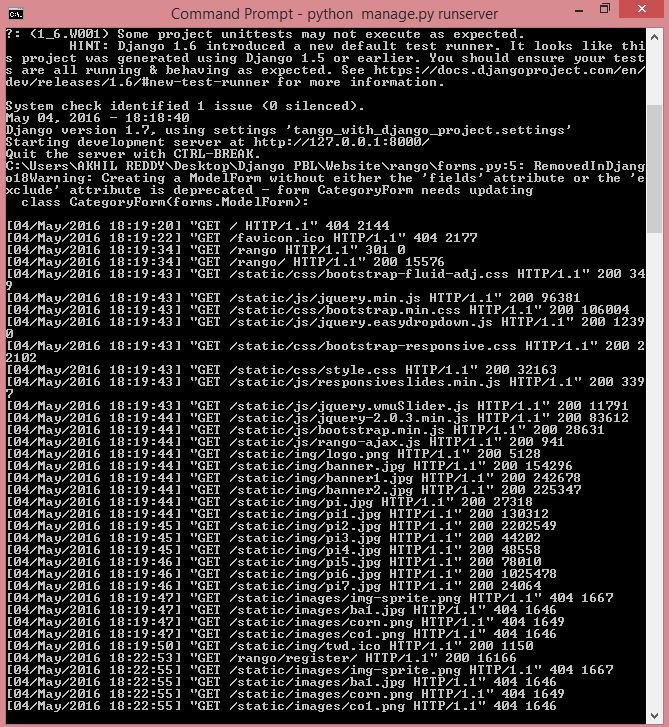 Command Prompt - python manage.py runserver
?: (1_6.W001) Some project unittests may not execute as expected.
HINT: Django 1.6 introduced a new default test runner. It looks like thi
s project was generated using Django 1.5 or earlier. You should ensure your test
s are all running & behaving as expected. See https://docs.djangoproject.com/en/
dev/releases/1.6/#new-test-runner for more information.
System check identified 1 issue (0 silenced).
May 04, 2016 - 18:18:40
Django version 1.7, using settings 'tango_with_django_project.settings'
Starting development server at http://127.0.0.1:8000/
Quit the server with CTRL-BREAK.
C:\Users\AKHIL REDDY\Desktop\Django PBL\Website\rango\forms.py:5: RemovedInDjang
o18Warning: Creating a ModelForm without either the 'fields' attribute or the 'e
xclude' attribute is deprecated - form CategoryForm needs updating
class CategoryForm(forms.ModelForm):
[04/May/2016 18:19:20] "GET / HTTP/1.1" 404 2144
[04/May/2016 18:19:22] "GET /favicon.ico HTTP/1.1" 404 2177
[04/May/2016 18:19:34] "GET /rango HTTP/1.1" 301 0
[04/May/2016 18:19:34] "GET /rango/ HTTP/1.1" 200 15576
[04/May/2016 18:19:43] "GET /static/css/bootstrap-fluid-adj.css HTTP/1.1" 200 34
9
[04/May/2016 18:19:43] "GET /static/js/jquery.min.js HTTP/1.1" 200 96381
[04/May/2016 18:19:43] "GET /static/css/bootstrap.min.css HTTP/1.1" 200 106004
[04/May/2016 18:19:43] "GET /static/js/jquery.easydropdown.js HTTP/1.1" 200 1239
0
[04/May/2016 18:19:43] "GET /static/css/bootstrap-responsive.css HTTP/1.1" 200 2
2102
[04/May/2016 18:19:43] "GET /static/css/style.css HTTP/1.1" 200 32163
[04/May/2016 18:19:43] "GET /static/js/responsiveslides.min.js HTTP/1.1" 200 339
7
[04/May/2016 18:19:43] "GET /static/js/jquery.wmuSlider.js HTTP/1.1" 200 11791
[04/May/2016 18:19:44] "GET /static/js/jquery-2.0.3.min.js HTTP/1.1" 200 83612
[04/May/2016 18:19:44] "GET /static/js/bootstrap.min.js HTTP/1.1" 200 28631
[04/May/2016 18:19:44] "GET /static/js/rango-ajax.js HTTP/1.1" 200 941
[04/May/2016 18:19:44] "GET /static/img/logo.png HTTP/1.1" 200 5128
[04/May/2016 18:19:44] "GET /static/img/banner.jpg HTTP/1.1" 200 154296
[04/May/2016 18:19:44] "GET /static/img/banner1.jpg HTTP/1.1" 200 242678
[04/May/2016 18:19:44] "GET /static/img/banner2.jpg HTTP/1.1" 200 225347
[04/May/2016 18:19:44] "GET /static/img/pi.jpg HTTP/1.1" 200 27318
[04/May/2016 18:19:44] "GET /static/img/pi1.jpg HTTP/1.1" 200 130312
[04/May/2016 18:19:45] "GET /static/img/pi2.jpg HTTP/1.1" 200 2202549
[04/May/2016 18:19:45] "GET /static/img/pi3.jpg HTTP/1.1" 200 44202
[04/May/2016 18:19:45] "GET /static/img/pi4.jpg HTTP/1.1" 200 48558
[04/May/2016 18:19:46] "GET /static/img/pi5.jpg HTTP/1.1" 200 78010
[04/May/2016 18:19:46] "GET /static/img/pi6.jpg HTTP/1.1" 200 1025478
[04/May/2016 18:19:46] "GET /static/img/pi7.jpg HTTP/1.1" 200 24064
[04/May/2016 18:19:47] "GET /static/images/img-sprite.png HTTP/1.1" 404 1667
[04/May/2016 18:19:47] "GET /static/images/ba1.jpg HTTP/1.1" 404 1646
[04/May/2016 18:19:47] "GET /static/images/corn.png HTTP/1.1" 404 1649
[04/May/2016 18:19:47] "GET /static/images/co1.png HTTP/1.1" 404 1646
[04/May/2016 18:19:50] "GET /static/img/twd.ico HTTP/1.1" 200 1150
[04/May/2016 18:22:53] "GET /rango/register/ HTTP/1.1" 200 16166
[04/May/2016 18:22:55] "GET /static/images/img-sprite.png HTTP/1.1" 404 1667
[04/May/2016 18:22:55] "GET /static/images/ba1.jpg HTTP/1.1" 404 1646
[04/May/2016 18:22:55] "GET /static/images/corn.png HTTP/1.1" 404 1649
[04/May/2016 18:22:55] "GET /static/images/co1.png HTTP/1.1" 404 1646